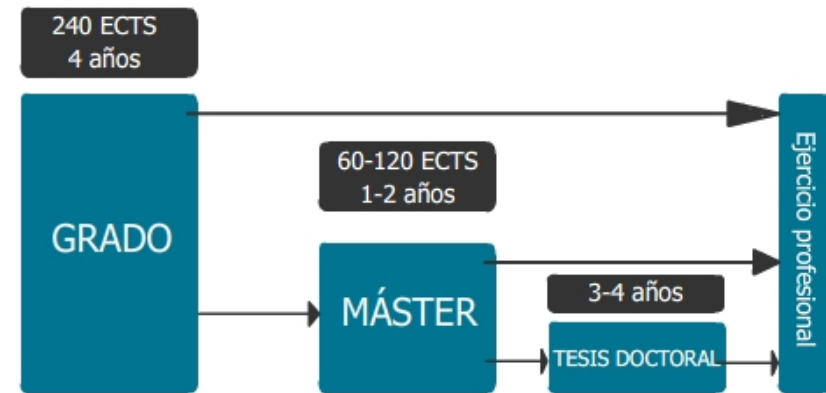 240 ECTS
4 años
GRADO
60-120 ECTS
1-2 años
MÁSTER
3-4 años
TESIS DOCTORAL
Ejercicio profesional